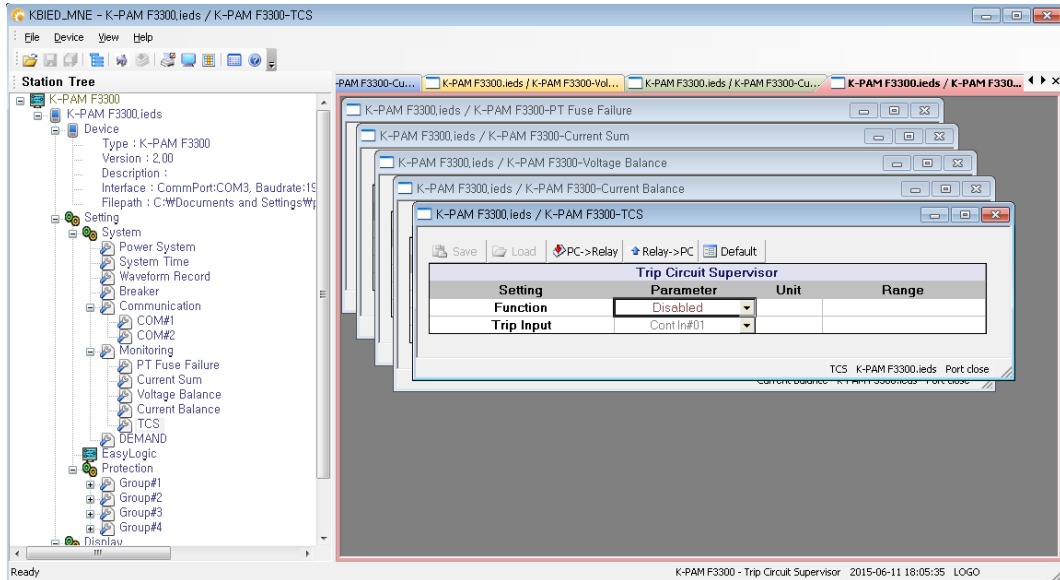 KBIED_MNE - K-PAM F3300,ieds / K-PAM F3300-TCS
File Device View Help
Station Tree
K-PAM F3300
K-PAM F3300,ieds
Device
Type : K-PAM F3300
Version : 2,00
Description :
Interface : CommPort:COM3, Baudrate:19
Filepath : C:₩Documents and Settings₩
Setting
System
Power System
System Time
Waveform Record
Breaker
Communication
COM#1
COM#2
Monitoring
PT Fuse Failure
Current Sum
Voltage Balance
Current Balance
TCS
DEMAND
EasyLogic
Protection
Group#1
Group#2
Group#3
Group#4
Display
-PAM F3300-Cu... K-PAM F3300.ieds / K-PAM F3300-Vol... K-PAM F3300.ieds / K-PAM F3300-Cu... K-PAM F3300.ieds / K-PAM F330...
K-PAM F3300,ieds / K-PAM F3300-PT Fuse Failure
K-PAM F3300,ieds / K-PAM F3300-Current Sum
K-PAM F3300,ieds / K-PAM F3300-Voltage Balance
K-PAM F3300,ieds / K-PAM F3300-Current Balance
K-PAM F3300,ieds / K-PAM F3300-TCS
Save Load PC->Relay Relay->PC Default
Trip Circuit Supervisor
Setting Parameter Unit Range
Function Disabled
Trip Input Cont In#01
TCS K-PAM F3300.ieds Port close
Ready
K-PAM F3300 - Trip Circuit Supervisor 2015-06-11 18:05:35 LOGO